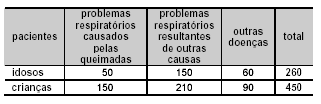 pacientes
problemas
respiratórios
causados
pelas
queimadas
problemas
respiratórios
resultantes
de outras
causas
outras
doenças
total
idosos 50 150 60 260
crianças 150 210 90 450